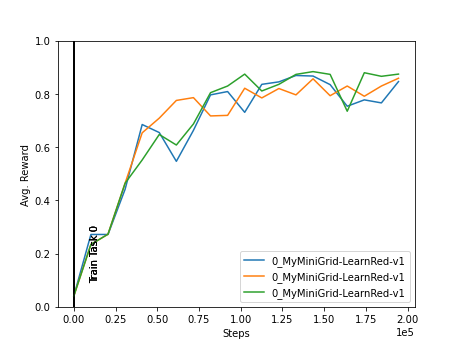 1.0
0.8
0.6
0.4
0.2
0.0
Avg. Reward
Train Task 0
0_MyMiniGrid-LearnRed-v1
0_MyMiniGrid-LearnRed-v1
0_MyMiniGrid-LearnRed-v1
0.00 0.25 0.50 0.75 1.00 1.25 1.50 1.75 2.00
1e5
Steps